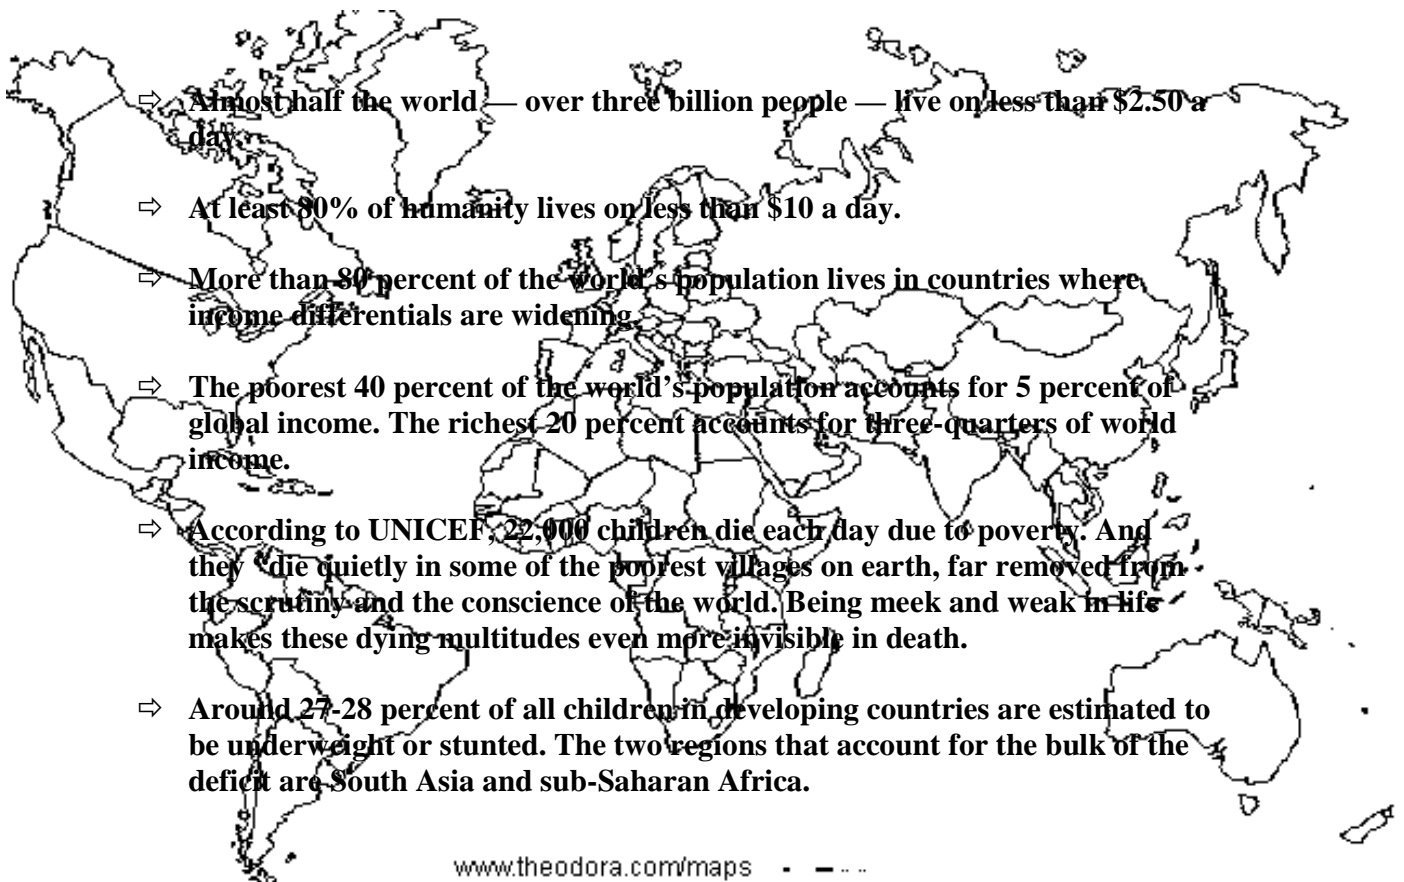 ⇨ Almost half the world — over three billion people — live on less than $2.50 a
day.
⇨ At least 80% of humanity lives on less than $10 a day.
⇨ More than 80 percent of the world’s population lives in countries where
income differentials are widening.
⇨ The poorest 40 percent of the world’s population accounts for 5 percent of
global income. The richest 20 percent accounts for three-quarters of world
income.
⇨ According to UNICEF, 22,000 children die each day due to poverty. And
they “die quietly in some of the poorest villages on earth, far removed from
the scrutiny and the conscience of the world. Being meek and weak in life
makes these dying multitudes even more invisible in death.
⇨ Around 27-28 percent of all children in developing countries are estimated to
be underweight or stunted. The two regions that account for the bulk of the
deficit are South Asia and sub-Saharan Africa.
www.theodora.com/maps